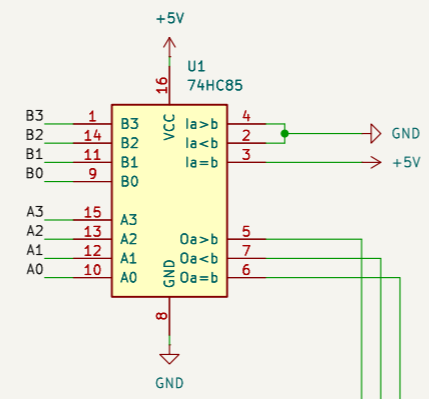 +5V
U1
74HC85
16
VCC
B3 1 B3 Ia>b 4
B2 14 B2 Ia<b 2 GND
B1 11 B1 Ia=b 3 +5V
B0 9 B0
A3 15 A3
A2 13 A2 Oa>b 5
A1 12 A1 Oa<b 7
A0 10 A0 Oa=b 6
GND
8
GND